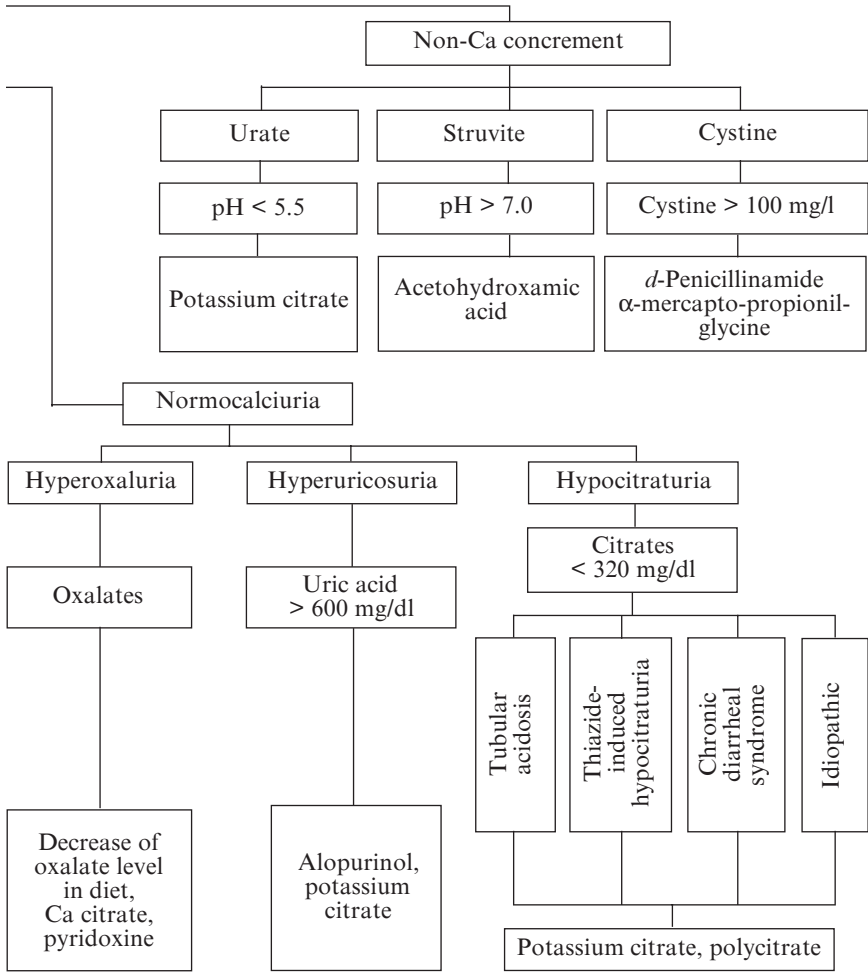 Non-Ca concrement
Urate
Struvite
Cystine
pH < 5.5
pH > 7.0
Cystine > 100 mg/l
Potassium citrate
Acetohydroxamic
acid
d-Penicillinamide
α-mercapto-propionil-
glycine
Normocalciuria
Hyperoxaluria
Hyperuricosuria
Hypocitraturia
Citrates
< 320 mg/dl
Oxalates
Uric acid
> 600 mg/dl
Tubular
acidosis
Thiazide-
induced
hypocitraturia
Chronic
diarrheal
syndrome
Idiopathic
Decrease of
oxalate level
in diet,
Ca citrate,
pyridoxine
Alopurinol,
potassium
citrate
Potassium citrate, polycitrate